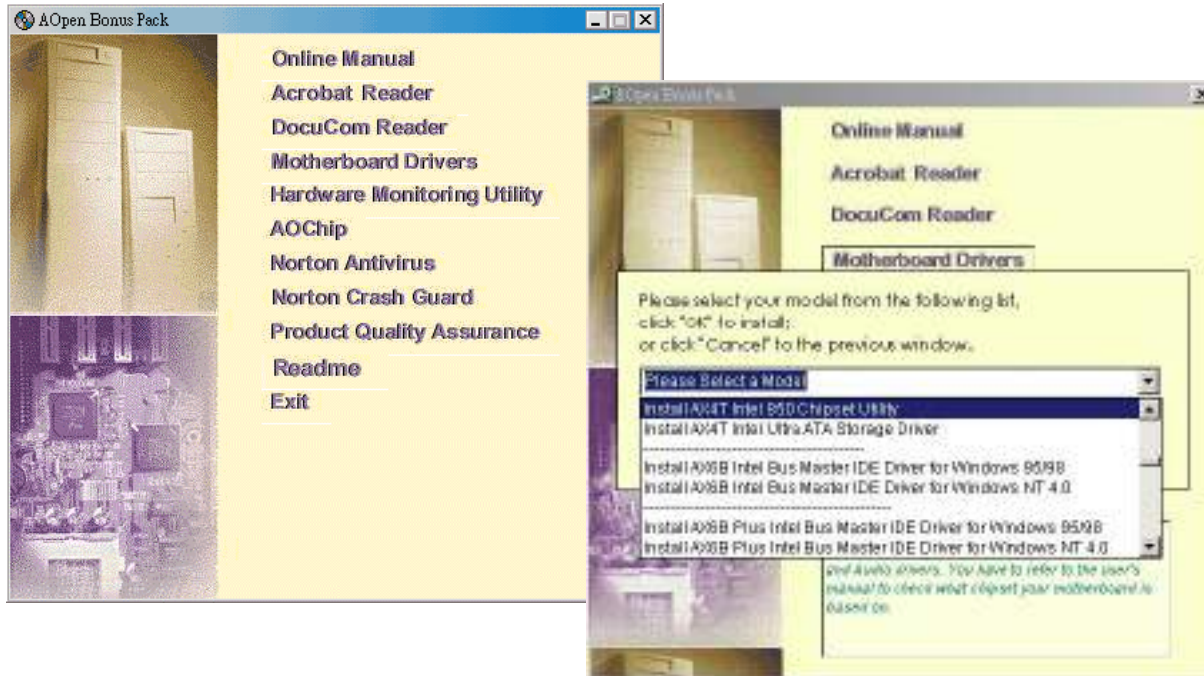 AOpen Bonus Pack
Online Manual
Acrobat Reader
DocuCom Reader
Motherboard Drivers
Hardware Monitoring Utility
AOChip
Norton Antivirus
Norton Crash Guard
Product Quality Assurance
Readme
Exit
AOpen Bonus Pack
Online Manual
Acrobat Reader
DocuCom Reader
Motherboard Drivers
Please select your model from the following list,
click "OK" to install;
or click "Cancel" to the previous window.
Please Select a Model
Install AX4T Intel 850 Chipset Utility
Install AX4T Intel Ultra ATA Storage Driver
Install AX6B Intel Bus Master IDE Driver for Windows 95/98
Install AX6B Intel Bus Master IDE Driver for Windows NT 4.0
Install AX6B Plus Intel Bus Master IDE Driver for Windows 95/98
Install AX6B Plus Intel Bus Master IDE Driver for Windows NT 4.0
and Audio drivers. You have to refer to the user's
manual to check what chipset your motherboard is
based on.